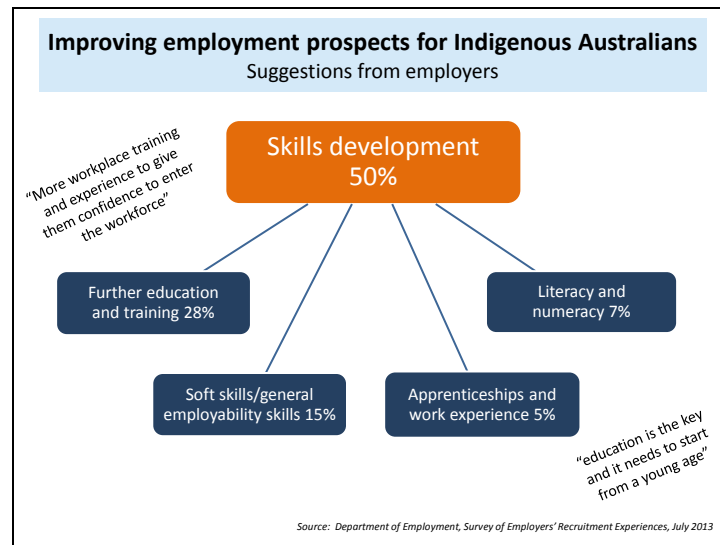 Improving employment prospects for Indigenous Australians
Suggestions from employers
“More workplace training
and experience to give
them confidence to enter
the workforce”
Skills development
50%
Further education
and training 28%
Literacy and
numeracy 7%
Soft skills/general
employability skills 15%
Apprenticeships and
work experience 5%
“education is the key
and it needs to start
from a young age”
Source: Department of Employment, Survey of Employers’ Recruitment Experiences, July 2013